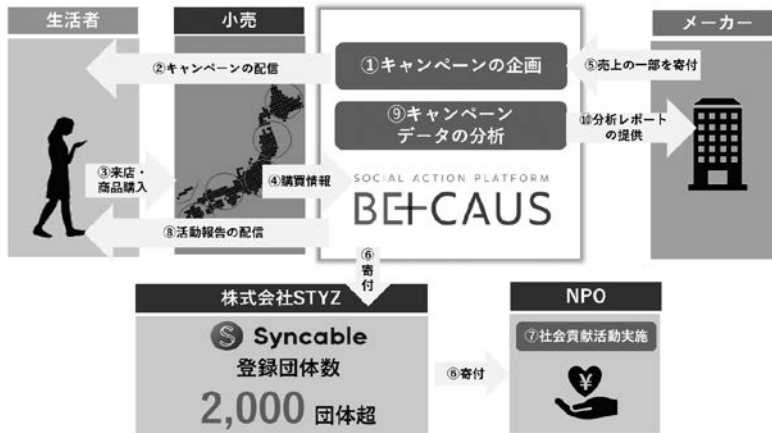 生活者
小売
メーカー
②キャンペーンの配信
①キャンペーンの企画
⑤売上の一部を寄付
⑨キャンペーン
データの分析
⑩分析レポート
の提供
③来店・
商品購入
④購買情報
SOCIAL ACTION PLATFORM
BE+CAUS
⑧活動報告の配信
⑥
寄
付
株式会社STYZ
NPO
S Syncable
登録団体数
2,000 団体超
⑥寄付
⑦社会貢献活動実施
¥